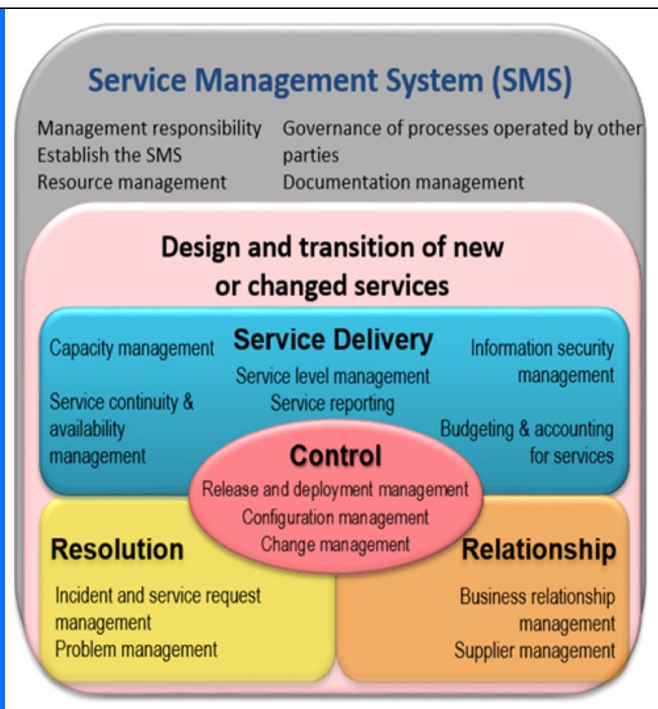 Service Management System (SMS)
Management responsibility
Establish the SMS
Resource management
Governance of processes operated by other
parties
Documentation management
Design and transition of new
or changed services
Service Delivery
Capacity management
Service continuity &
availability
management
Service level management
Service reporting
Information security
management
Budgeting & accounting
for services
Control
Release and deployment management
Configuration management
Change management
Resolution
Incident and service request
management
Problem management
Relationship
Business relationship
management
Supplier management